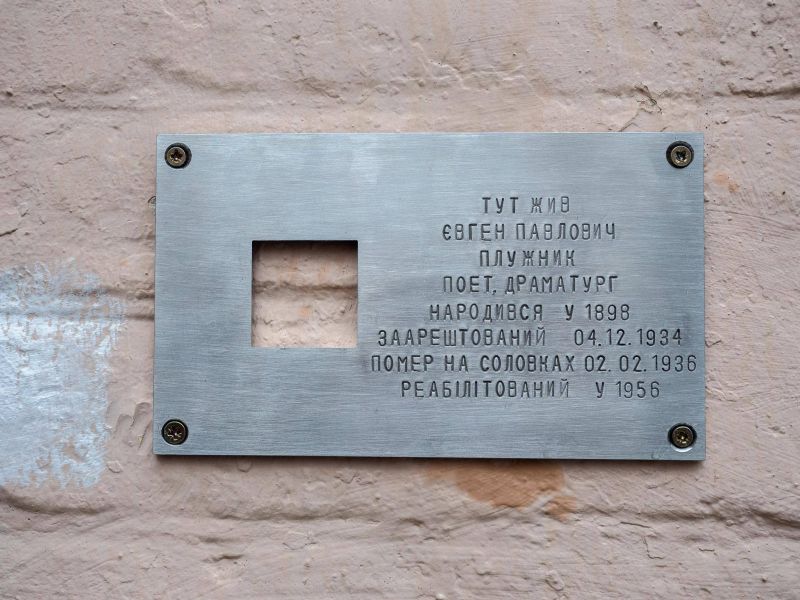 ТУТ ЖИВ
ЄВГЕН ПАВЛОВИЧ
ПЛУЖНИК
ПОЕТ, ДРАМАТУРГ
НАРОДИВСЯ У 1898
ЗААРЕШТОВАНИЙ 04.12.1934
ПОМЕР НА СОЛОВКАХ 02.02.1936
РЕАБІЛІТОВАНИЙ У 1956